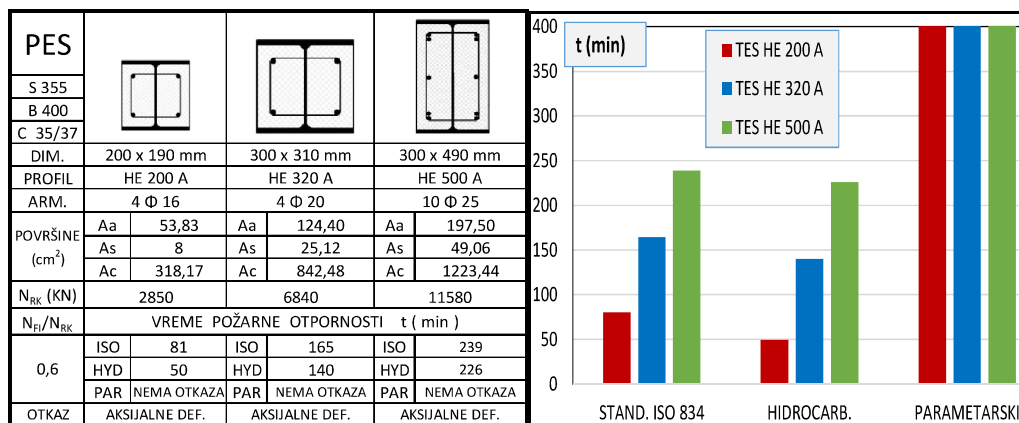 PES
S 355
B 400
C 35/37
DIM. 200 x 190 mm 300 x 310 mm 300 x 490 mm
PROFIL HE 200 A HE 320 A HE 500 A
ARM. 4 Φ 16 4 Φ 20 10 Φ 25
POVRŠINE (cm²)
Aa 53,83 Aa 124,40 Aa 197,50
As 8 As 25,12 As 49,06
Ac 318,17 Ac 842,48 Ac 1223,44
NRK (KN) 2850 6840 11580
NFI/NRK VREME POŽARNE OTPORNOSTI t ( min )
0,6
ISO 81 ISO 165 ISO 239
HYD 50 HYD 140 HYD 226
PAR NEMA OTKAZA PAR NEMA OTKAZA PAR NEMA OTKAZA
OTKAZ AKSIJALNE DEF. AKSIJALNE DEF. AKSIJALNE DEF.
t (min)
TES HE 200 A
TES HE 320 A
TES HE 500 A
400
350
300
250
200
150
100
50
0
STAND. ISO 834 HIDROCARB. PARAMETARSKI